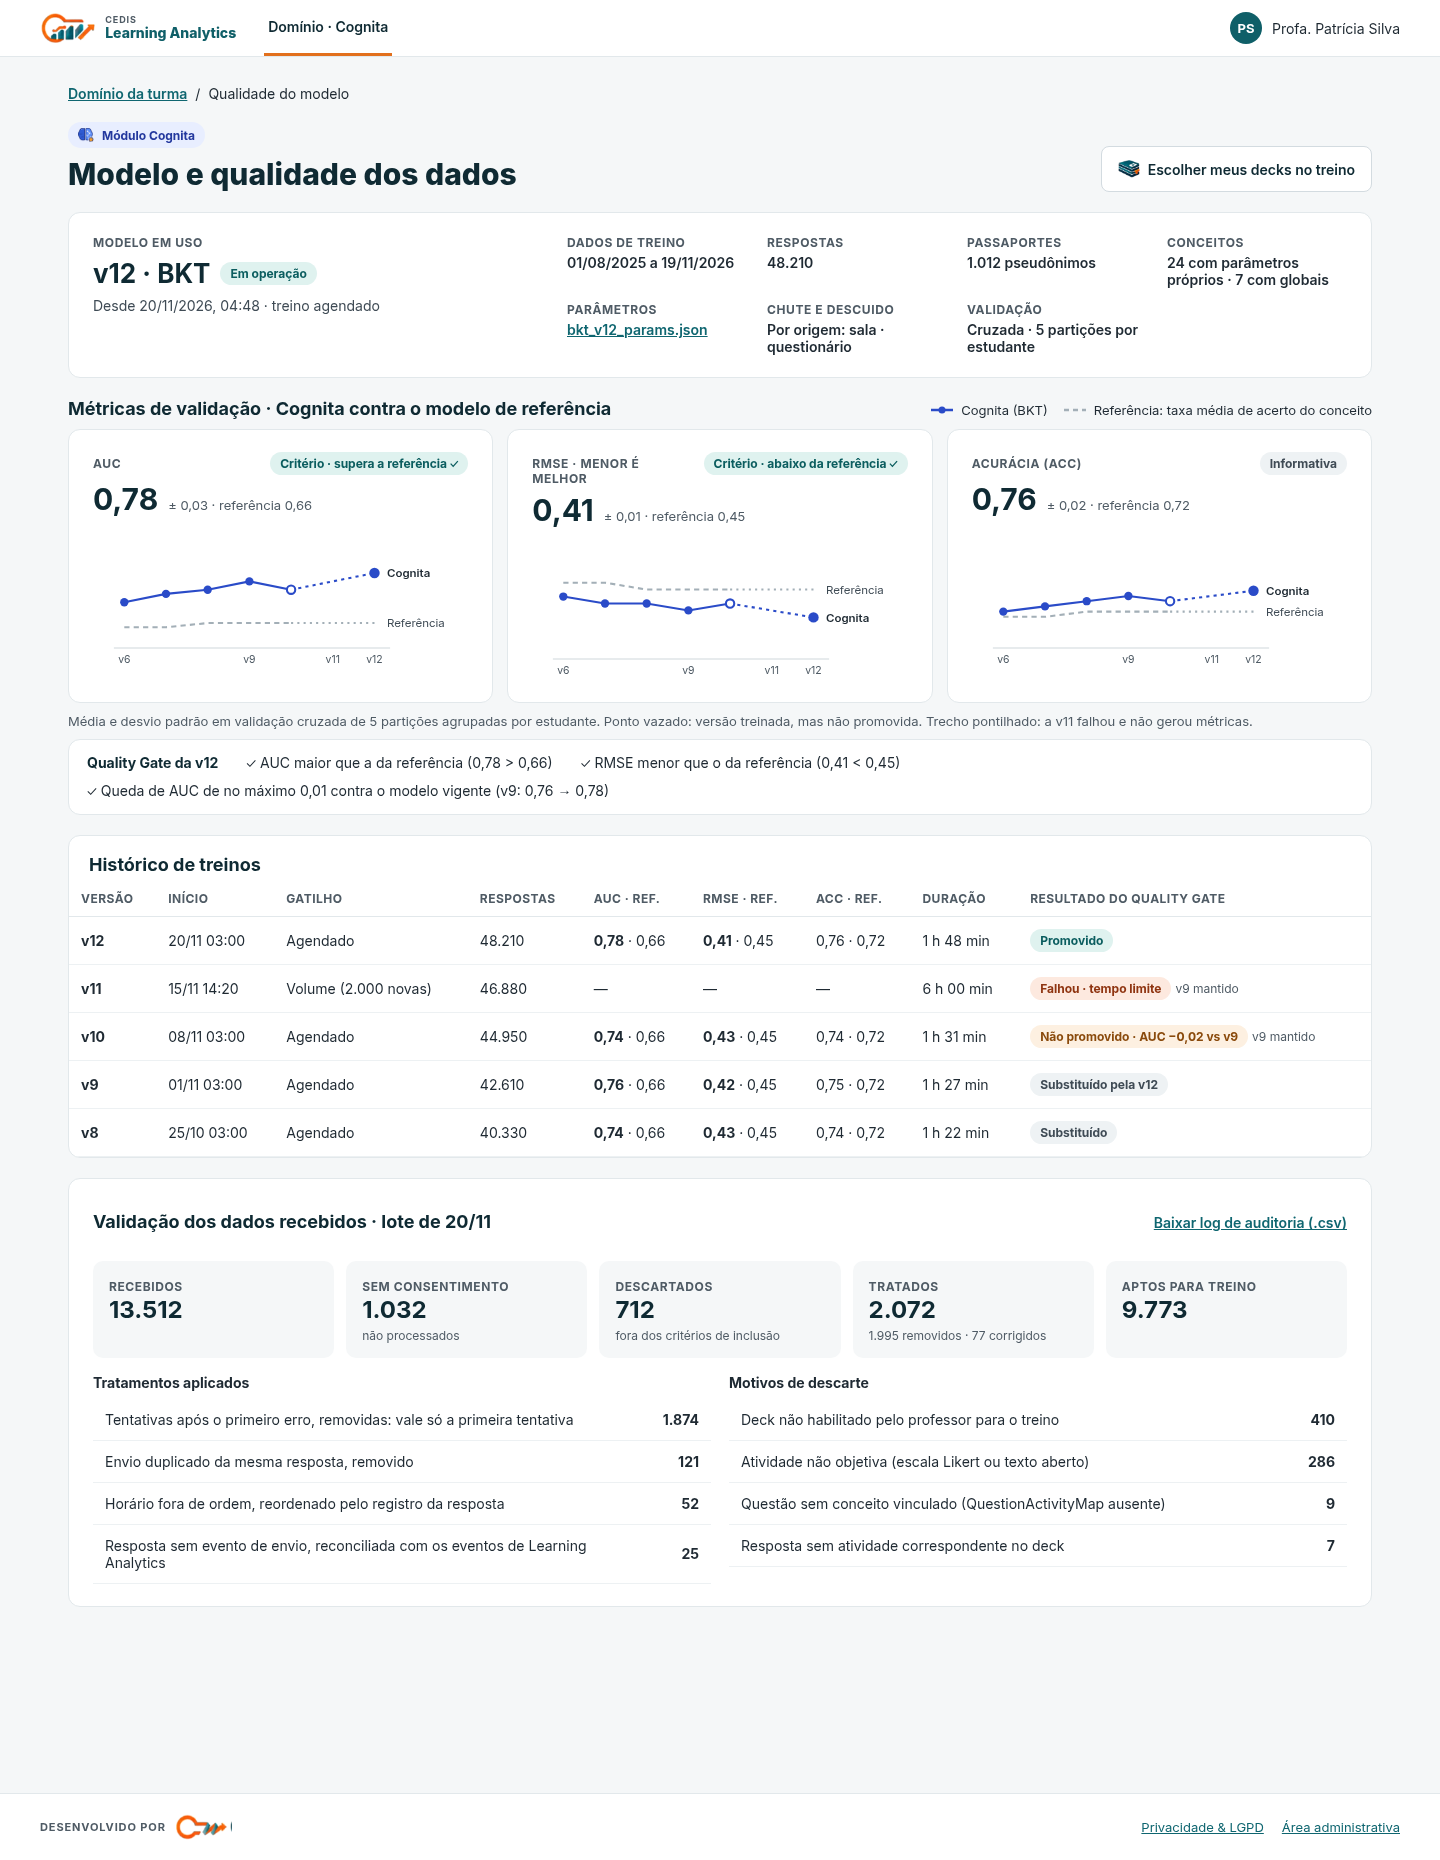 CEDIS
Learning Analytics
Domínio · Cognita
PS
Profa. Patrícia Silva
Domínio da turma / Qualidade do modelo
Módulo Cognita
Modelo e qualidade dos dados
Escolher meus decks no treino
MODELO EM USO
v12 · BKT
Em operação
Desde 20/11/2026, 04:48 · treino agendado
DADOS DE TREINO
01/08/2025 a 19/11/2026
RESPOSTAS
48.210
PASSAPORTES
1.012 pseudônimos
CONCEITOS
24 com parâmetros
próprios · 7 com globais
PARÂMETROS
bkt_v12_params.json
CHUTE E DESCUIDO
Por origem: sala ·
questionário
VALIDAÇÃO
Cruzada · 5 partições por
estudante
Métricas de validação · Cognita contra o modelo de referência
Cognita (BKT)
Referência: taxa média de acerto do conceito
AUC
Critério · supera a referência ✓
0,78 ± 0,03 · referência 0,66
Cognita
Referência
v6 v9 v11 v12
RMSE · MENOR É
MELHOR
Critério · abaixo da referência ✓
0,41 ± 0,01 · referência 0,45
Referência
Cognita
v6 v9 v11 v12
ACURÁCIA (ACC)
Informativa
0,76 ± 0,02 · referência 0,72
Cognita
Referência
v6 v9 v11 v12
Média e desvio padrão em validação cruzada de 5 partições agrupadas por estudante. Ponto vazado: versão treinada, mas não promovida. Trecho pontilhado: a v11 falhou e não gerou métricas.
Quality Gate da v12 ✓ AUC maior que a da referência (0,78 > 0,66) ✓ RMSE menor que o da referência (0,41 < 0,45)
✓ Queda de AUC de no máximo 0,01 contra o modelo vigente (v9: 0,76 → 0,78)
Histórico de treinos
VERSÃO INÍCIO GATILHO RESPOSTAS AUC · REF. RMSE · REF. ACC · REF. DURAÇÃO RESULTADO DO QUALITY GATE
v12 20/11 03:00 Agendado 48.210 0,78 · 0,66 0,41 · 0,45 0,76 · 0,72 1 h 48 min Promovido
v11 15/11 14:20 Volume (2.000 novas) 46.880 — — — 6 h 00 min Falhou · tempo limite v9 mantido
v10 08/11 03:00 Agendado 44.950 0,74 · 0,66 0,43 · 0,45 0,74 · 0,72 1 h 31 min Não promovido · AUC −0,02 vs v9 v9 mantido
v9 01/11 03:00 Agendado 42.610 0,76 · 0,66 0,42 · 0,45 0,75 · 0,72 1 h 27 min Substituído pela v12
v8 25/10 03:00 Agendado 40.330 0,74 · 0,66 0,43 · 0,45 0,74 · 0,72 1 h 22 min Substituído
Validação dos dados recebidos · lote de 20/11
Baixar log de auditoria (.csv)
RECEBIDOS
13.512
SEM CONSENTIMENTO
1.032
não processados
DESCARTADOS
712
fora dos critérios de inclusão
TRATADOS
2.072
1.995 removidos · 77 corrigidos
APTOS PARA TREINO
9.773
Tratamentos aplicados
Tentativas após o primeiro erro, removidas: vale só a primeira tentativa 1.874
Envio duplicado da mesma resposta, removido 121
Horário fora de ordem, reordenado pelo registro da resposta 52
Resposta sem evento de envio, reconciliada com os eventos de Learning
Analytics 25
Motivos de descarte
Deck não habilitado pelo professor para o treino 410
Atividade não objetiva (escala Likert ou texto aberto) 286
Questão sem conceito vinculado (QuestionActivityMap ausente) 9
Resposta sem atividade correspondente no deck 7
DESENVOLVIDO POR
Privacidade & LGPD
Área administrativa